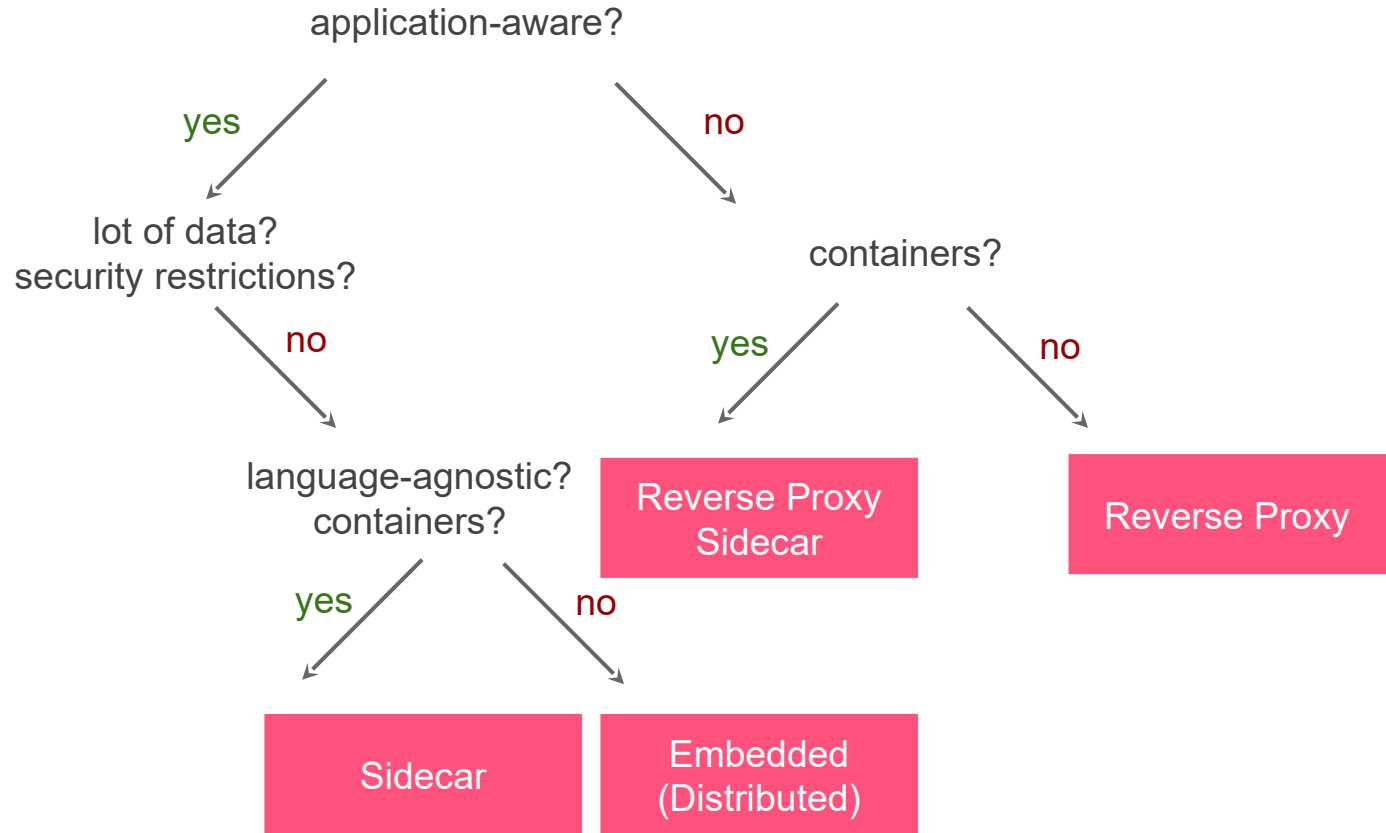 application-aware?
yes
no
lot of data?
security restrictions?
containers?
no
yes
no
language-agnostic?
containers?
Reverse Proxy
Sidecar
Reverse Proxy
yes
no
Sidecar
Embedded
(Distributed)